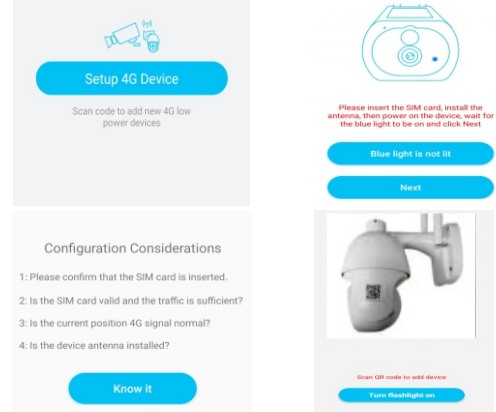 Setup 4G Device
Scan code to add new 4G low
power devices
Please insert the SIM card, install the
antenna, then power on the device, wait for
the blue light to be on and click Next
Blue light is not lit
Next
Configuration Considerations
1: Please confirm that the SIM card is inserted.
2: Is the SIM card valid and the traffic is sufficient?
3: Is the current position 4G signal normal?
4: Is the device antenna installed?
Know it
Scan QR code to add device
Turn flashlight on